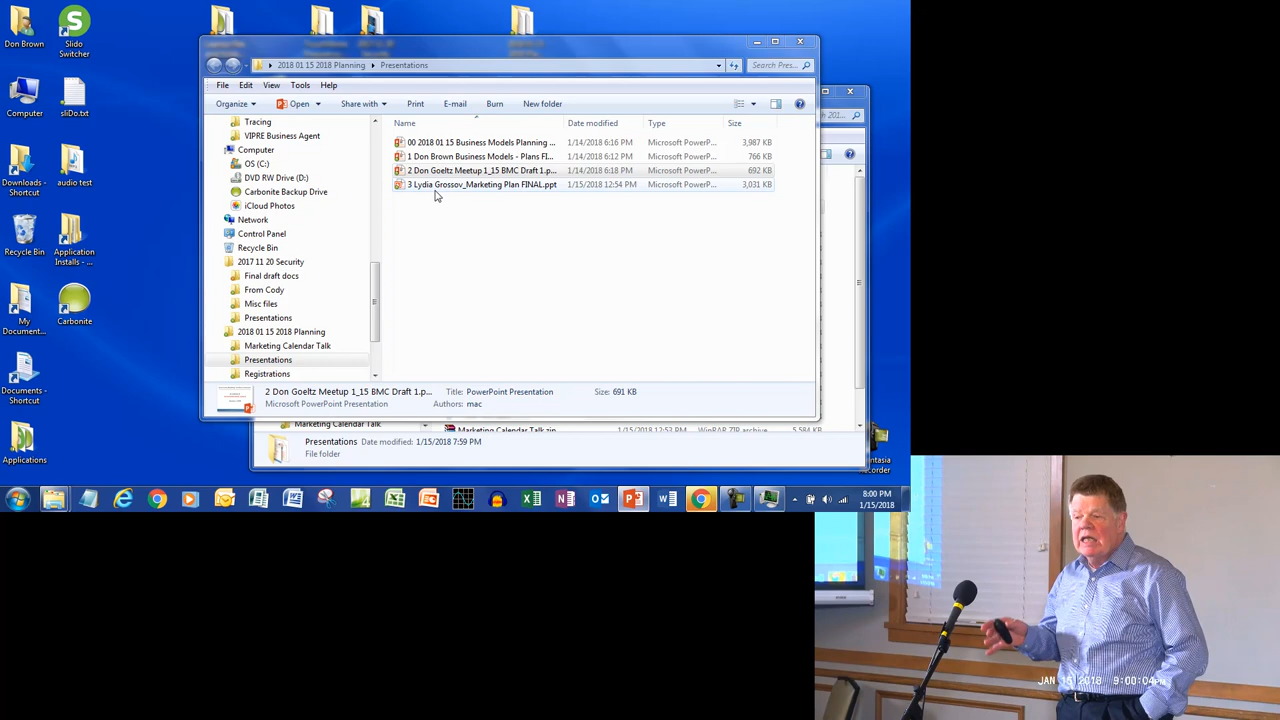 Don Brown
Slido Switcher
Computer
sliDo.txt
Downloads - Shortcut
audio test
Recycle Bin
Application Installs - ...
My Document...
Carbonite
Documents - Shortcut
Applications
2018 01 15 2018 Planning
Presentations
Search Pres...
File Edit View Tools Help
Organize Open Share with Print E-mail Burn New folder
Tracing
VIPRE Business Agent
Computer
OS (C:)
DVD RW Drive (D:)
Carbonite Backup Drive
iCloud Photos
Network
Control Panel
Recycle Bin
2017 11 20 Security
Final draft docs
From Cody
Misc files
Presentations
2018 01 15 2018 Planning
Marketing Calendar Talk
Presentations
Registrations
Name Date modified Type Size
00 2018 01 15 Business Models Planning ... 1/14/2018 6:16 PM Microsoft PowerP... 3,987 KB
1 Don Brown Business Models - Plans FI... 1/14/2018 6:12 PM Microsoft PowerP... 766 KB
2 Don Goeltz Meetup 1_15 BMC Draft 1.p... 1/14/2018 6:18 PM Microsoft PowerP... 692 KB
3 Lydia Grossov_Marketing Plan FINAL.ppt 1/15/2018 12:54 PM Microsoft PowerP... 3,031 KB
2 Don Goeltz Meetup 1_15 BMC Draft 1.p... Title: PowerPoint Presentation Size: 691 KB
Microsoft PowerPoint Presentation Authors: mac
Marketing Calendar Talk
Marketing Calendar Talk.zip 1/15/2018 12:53 PM WinRAR ZIP archive 5,584 KB
Presentations Date modified: 1/15/2018 7:59 PM
File folder
Recorder
8:00 PM
1/15/2018
JAN 15 2018 9:00:04PM